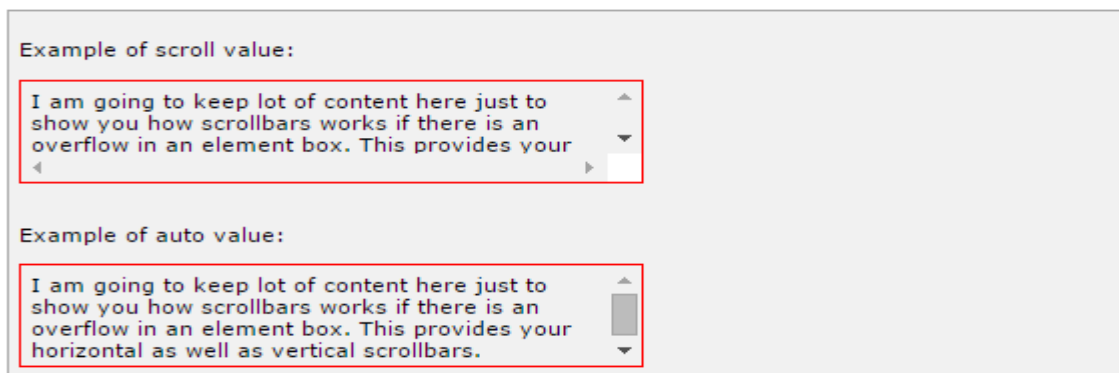 Example of scroll value:
I am going to keep lot of content here just to
show you how scrollbars works if there is an
overflow in an element box. This provides your
Example of auto value:
I am going to keep lot of content here just to
show you how scrollbars works if there is an
overflow in an element box. This provides your
horizontal as well as vertical scrollbars.